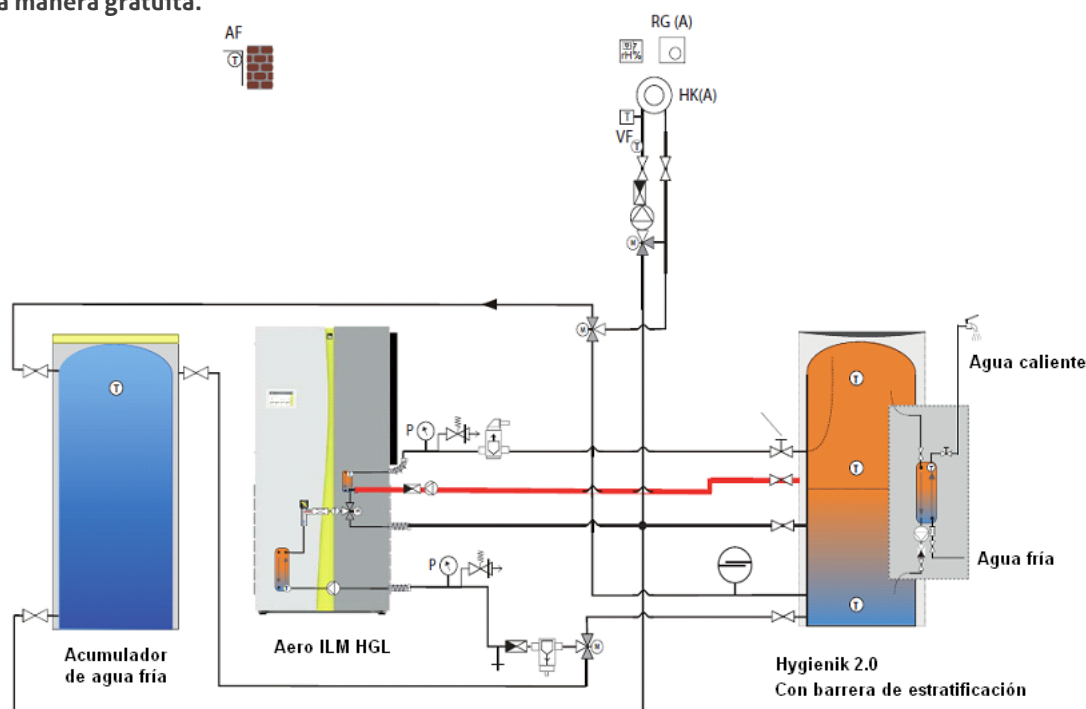 a manera gratuita.
AF
T
RG (A)
rH%
HK(A)
T
VF
T
M
M
T
T
Agua caliente
P
T
T
Agua fría
P
T
M
Acumulador
de agua fría
Aero ILM HGL
Hygienik 2.0
Con barrera de estratificación